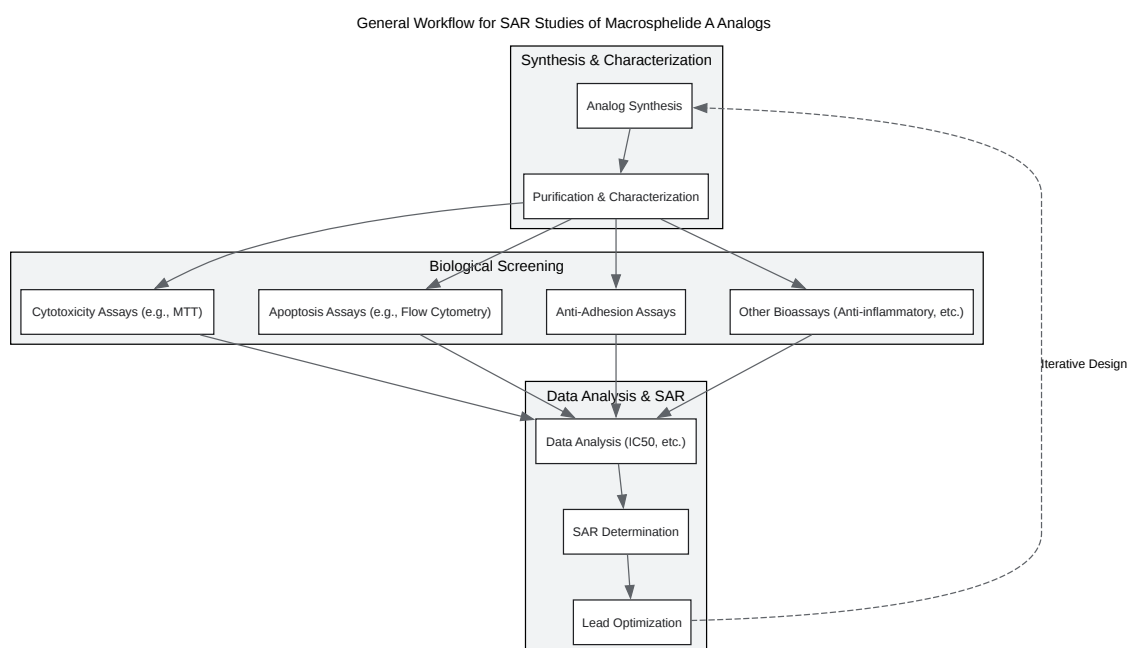 General Workflow for SAR Studies of Macrosphelide A Analogs
Synthesis & Characterization
Analog Synthesis
Purification & Characterization
Biological Screening
Cytotoxicity Assays (e.g., MTT)
Apoptosis Assays (e.g., Flow Cytometry)
Anti-Adhesion Assays
Other Bioassays (Anti-inflammatory, etc.)
Iterative Design
Data Analysis & SAR
Data Analysis (IC50, etc.)
SAR Determination
Lead Optimization